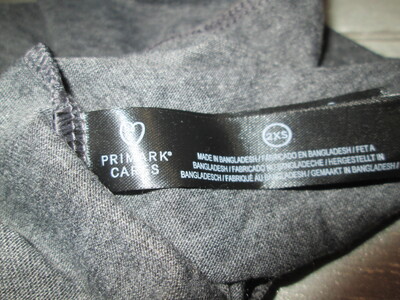 PRIMARK®
CARES
2XS
MADE IN BANGLADESH / FABRICADO EN BANGLADESH / FET A
BANGLADESH / FABRICADO NO BANGLADECHE / HERGESTELLT IN
BANGLADESCH / FABRIQUÉ AU BANGLADESH / GEMAAKT IN BANGLADESH /